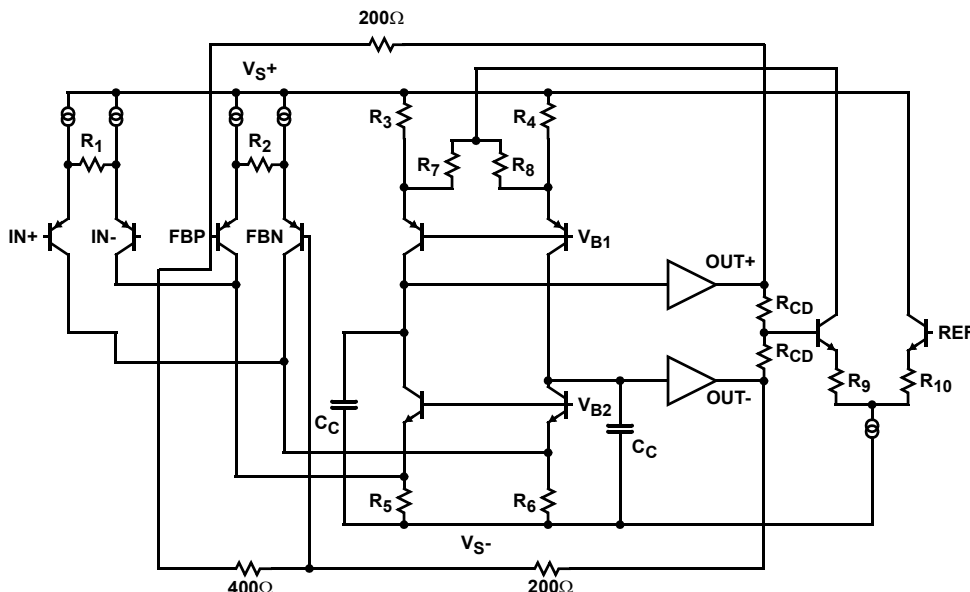 200Ω
VS+
R3
R4
R1
R2
R7
R8
IN+
IN-
FBP
FBN
VB1
OUT+
RCD
REF
RCD
R9
R10
OUT-
VB2
CC
CC
R5
R6
VS-
400Ω
200Ω